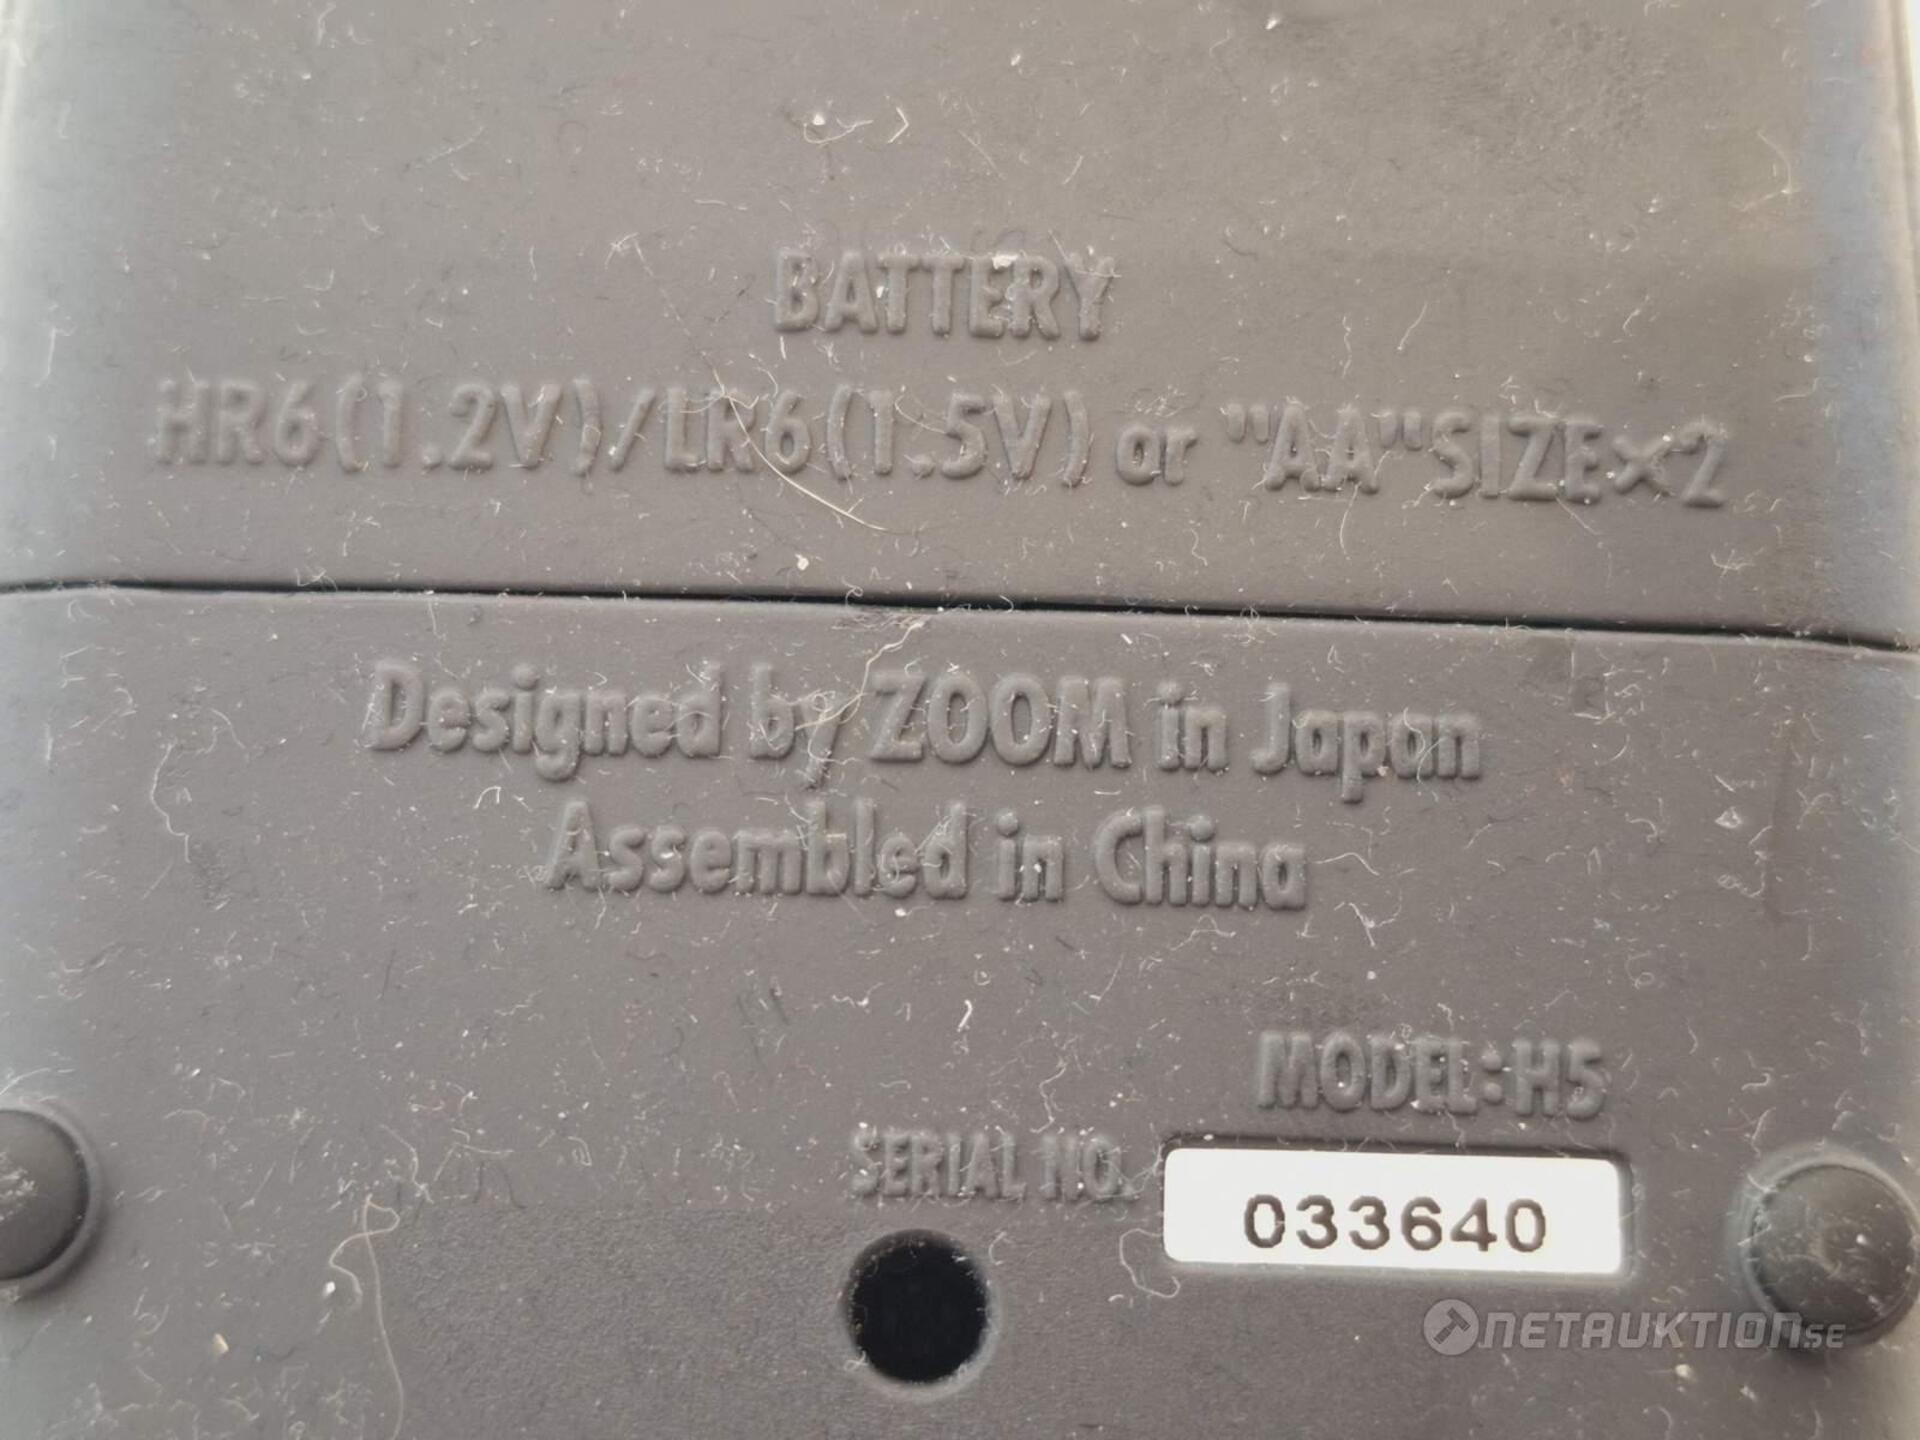 BATTERY
HR6(1.2V)/LR6(1.5V) or "AA"SIZE×2
Designed by ZOOM in Japan
Assembled in China
MODEL:H5
SERIAL NO. 033640
NETAUKTION.SE